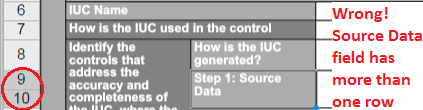 6
IUC Name
7
How is the IUC used in the control
8
Identify the
controls that
address the
accuracy and
completeness of
the IUC, where the
How is the IUC
generated?
9
10
Step 1: Source
Data
Wrong!
Source Data
field has
more than
one row